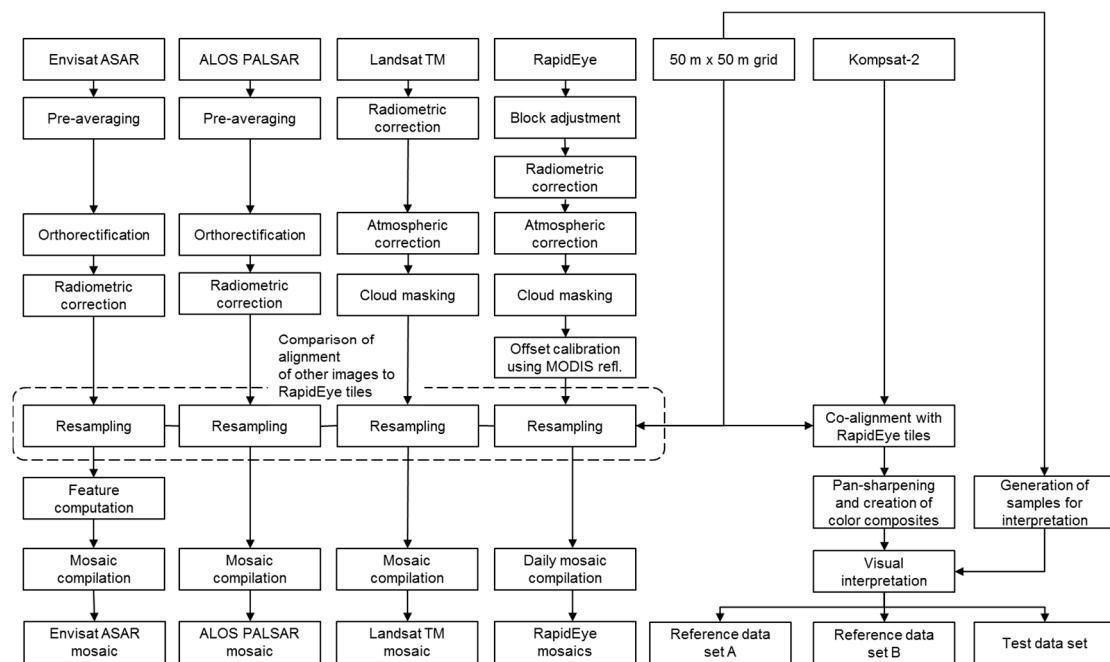 Envisat ASAR
ALOS PALSAR
Landsat TM
RapidEye
50 m x 50 m grid
Kompsat-2
Pre-averaging
Pre-averaging
Radiometric
correction
Block adjustment
Radiometric
correction
Orthorectification
Orthorectification
Atmospheric
correction
Atmospheric
correction
Radiometric
correction
Radiometric
correction
Cloud masking
Cloud masking
Comparison of
alignment
of other images to
RapidEye tiles
Offset calibration
using MODIS refl.
Resampling
Resampling
Resampling
Resampling
Co-alignment with
RapidEye tiles
Feature
computation
Pan-sharpening
and creation of
color composites
Generation of
samples for
interpretation
Mosaic
compilation
Mosaic
compilation
Mosaic
compilation
Daily mosaic
compilation
Visual
interpretation
Envisat ASAR
mosaic
ALOS PALSAR
mosaic
Landsat TM
mosaic
RapidEye
mosaics
Reference data
set A
Reference data
set B
Test data set